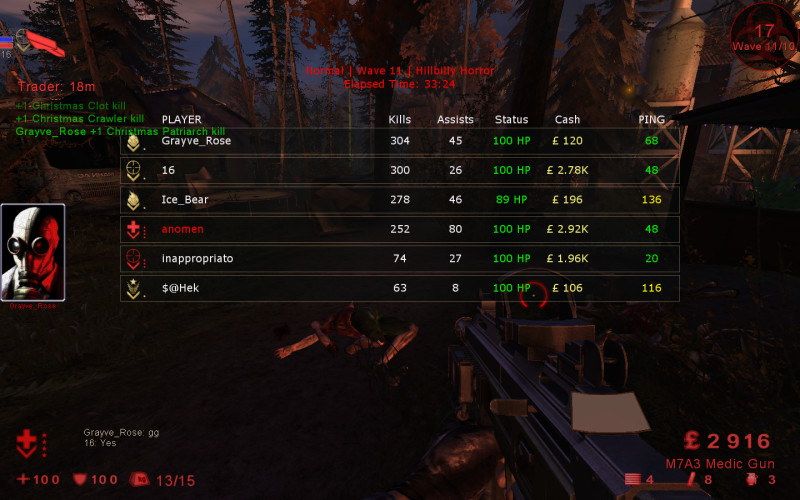 16
17
Wave 11/10
Normal | Wave 11 | Hillbilly Horror
Elapsed Time: 33:24
Trader: 18m
+1 Christmas Clot kill
+1 Christmas Crawler kill
Grayve_Rose +1 Christmas Patriarch kill
PLAYER Kills Assists Status Cash PING
Grayve_Rose 304 45 100 HP £ 120 68
16 300 26 100 HP £ 2.78K 48
Ice_Bear 278 46 89 HP £ 196 136
anomen 252 80 100 HP £ 2.92K 48
inappropriato 74 27 100 HP £ 1.96K 20
$@Hek 63 8 100 HP £ 106 116
Grayve_Rose
Grayve_Rose: gg
16: Yes
£ 2916
M7A3 Medic Gun
100 100 13/15
4 8 3